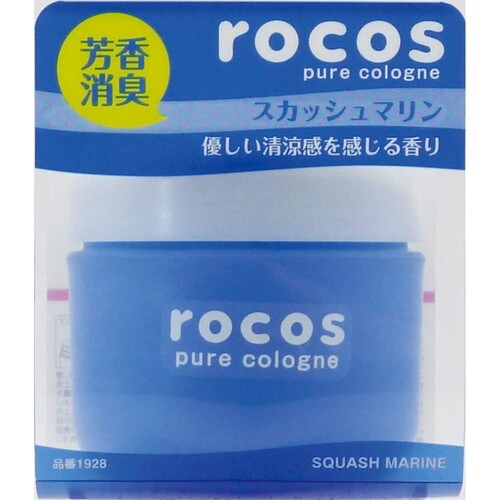 芳香
消臭
rocos
pure cologne
スカッシュマリン
優しい清涼感を感じる香り
rocos
pure cologne
品番1928
SQUASH MARINE